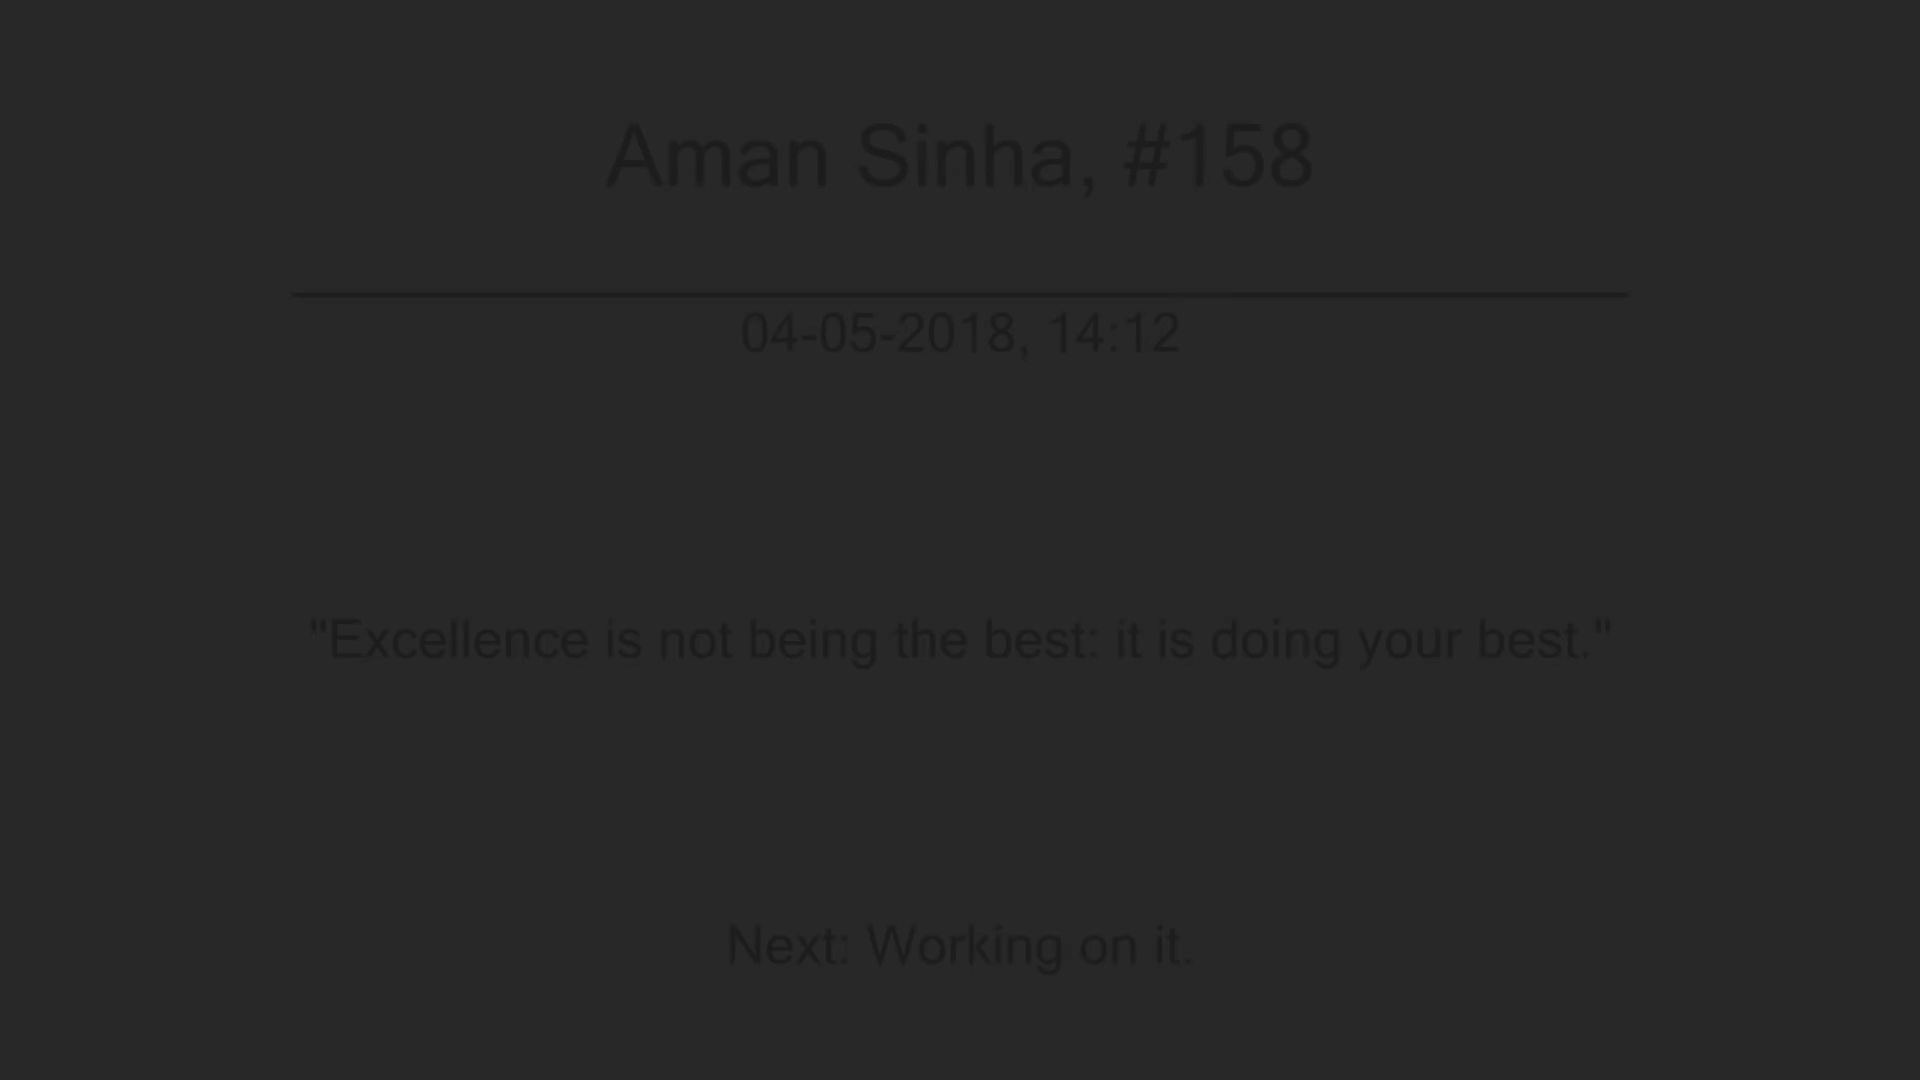 Aman Sinha, #158
04-05-2018, 14:12
"Excellence is not being the best: it is doing your best."
Next: Working on it.